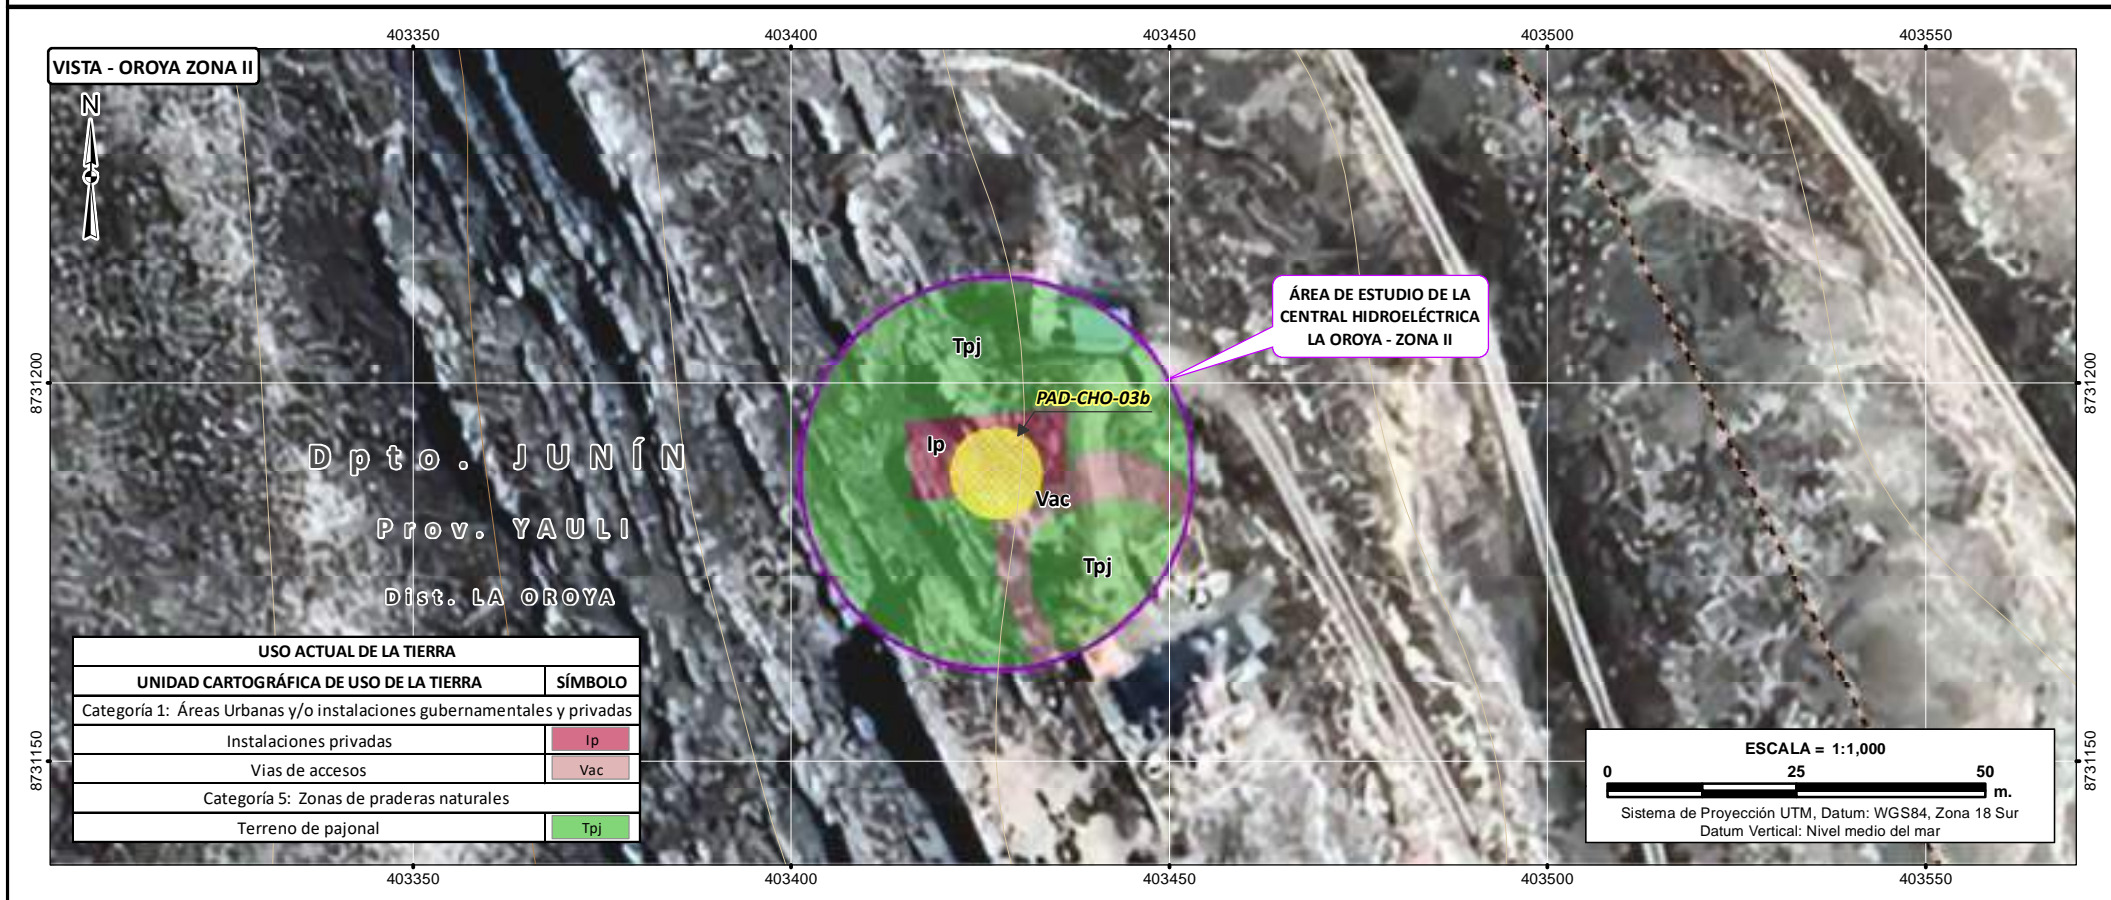 403350
403400
403450
403500
403550
VISTA - OROYA ZONA II
N
ÁREA DE ESTUDIO DE LA
CENTRAL HIDROELÉCTRICA
LA OROYA - ZONA II
Tpj
8731200
8731200
PAD-CHO-03b
Ip
Dpto. JUNÍN
Vac
Prov. YAULI
Tpj
Dist. LA OROYA
USO ACTUAL DE LA TIERRA
UNIDAD CARTOGRÁFICA DE USO DE LA TIERRA SÍMBOLO
Categoría 1: Áreas Urbanas y/o instalaciones gubernamentales y privadas
Instalaciones privadas Ip
Vias de accesos Vac
Categoría 5: Zonas de praderas naturales
Terreno de pajonal Tpj
8731150
8731150
ESCALA = 1:1,000
0 25 50
m.
Sistema de Proyección UTM, Datum: WGS84, Zona 18 Sur
Datum Vertical: Nivel medio del mar
403350
403400
403450
403500
403550